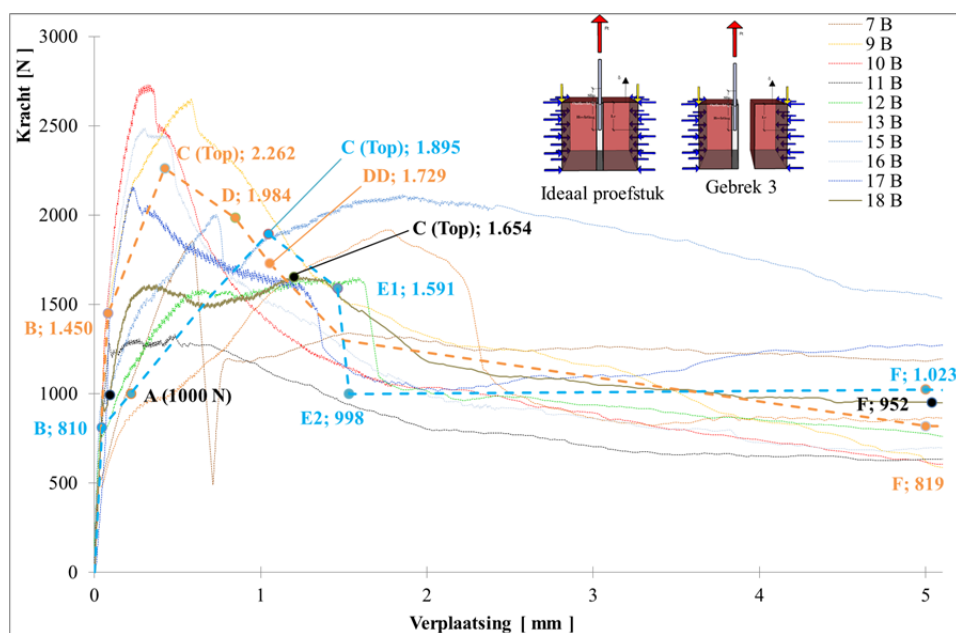 Kracht [N]
3000
2500
2000
1500
1000
500
0
0
1
2
3
4
5
Verplaatsing [ mm ]
C (Top); 2.262
D; 1.984
C (Top); 1.895
DD; 1.729
C (Top); 1.654
E1; 1.591
B; 1.450
A (1000 N)
B; 810
E2; 998
F; 1.023
F; 952
F; 819
Ideaal proefstuk
Gebrek 3
7 B
9 B
10 B
11 B
12 B
13 B
15 B
16 B
17 B
18 B